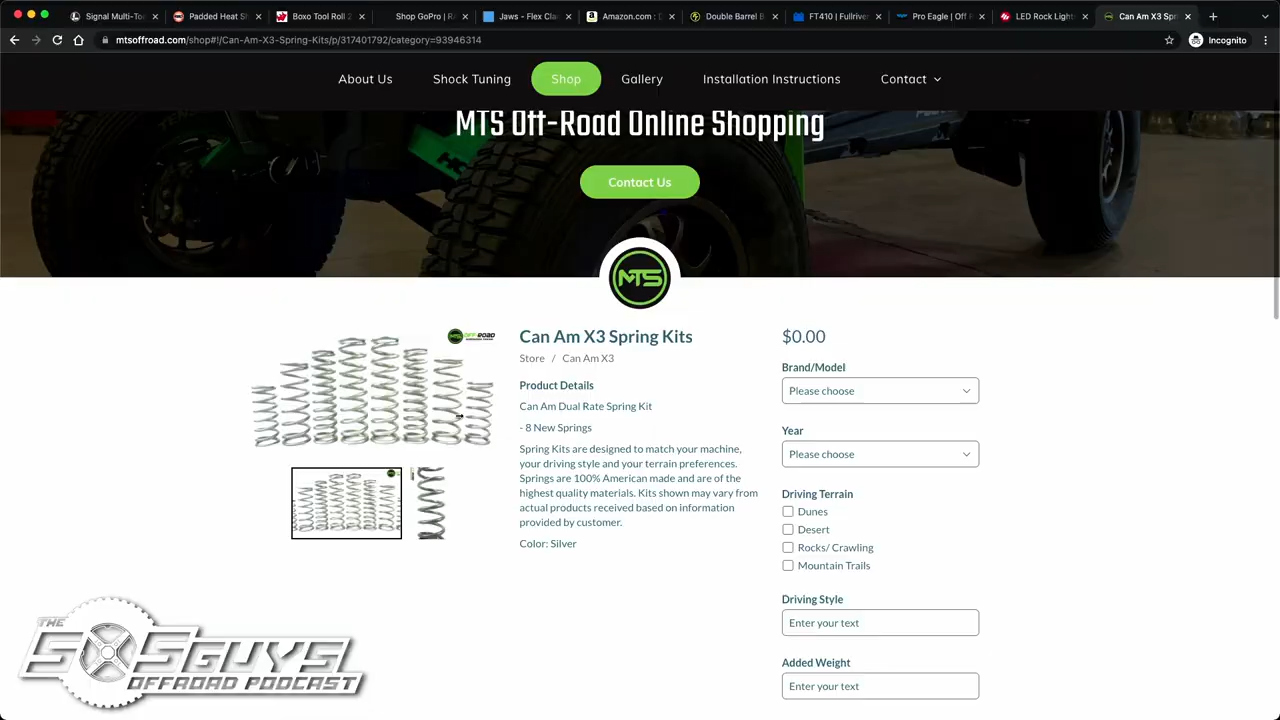 Signal Multi-To
Padded Heat Sh
Boxo Tool Roll 2
Shop GoPro | RA
Jaws - Flex Cla
Amazon.com : D
Double Barrel B
FT410 | Fullriver
Pro Eagle | Off R
LED Rock Light
Can Am X3 Spr
mtsoffroad.com/shop#!/Can-Am-X3-Spring-Kits/p/317401792/category=93946314
Incognito
About Us
Shock Tuning
Shop
Gallery
Installation Instructions
Contact
MTS Off-Road Online Shopping
Contact Us
MTS
OFF-ROAD
Can Am X3 Spring Kits
Store / Can Am X3
Product Details
Can Am Dual Rate Spring Kit
- 8 New Springs
Spring Kits are designed to match your machine,
your driving style and your terrain preferences.
Springs are 100% American made and are of the
highest quality materials. Kits shown may vary from
actual products received based on information
provided by customer.
Color: Silver
$0.00
Brand/Model
Please choose
Year
Please choose
Driving Terrain
Dunes
Desert
Rocks/ Crawling
Mountain Trails
Driving Style
Enter your text
Added Weight
Enter your text
THE
SXSGUYS
OFFROAD PODCAST